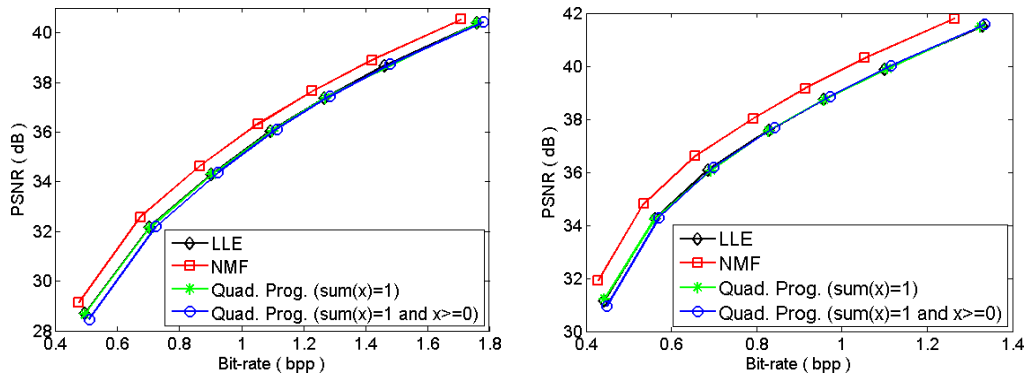 40
38
36
34
32
30
28
PSNR ( dB )
0.4 0.6 0.8 1 1.2 1.4 1.6 1.8
Bit-rate ( bpp )
LLE
NMF
Quad. Prog. (sum(x)=1)
Quad. Prog. (sum(x)=1 and x>=0)
42
40
38
36
34
32
30
PSNR ( dB )
0.4 0.6 0.8 1 1.2 1.4
Bit-rate ( bpp )
LLE
NMF
Quad. Prog. (sum(x)=1)
Quad. Prog. (sum(x)=1 and x>=0)